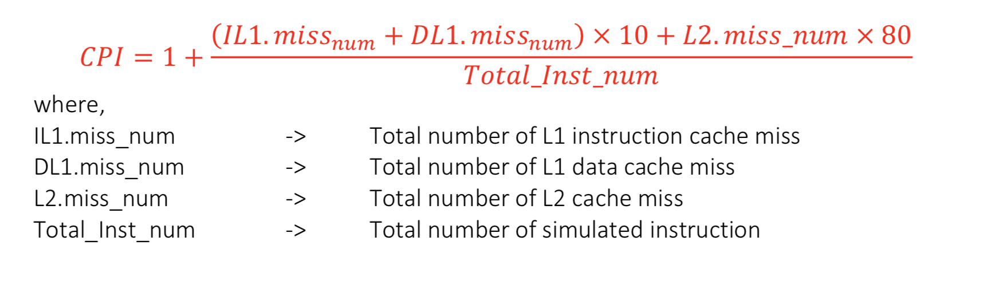 CPI = 1 + \frac{(IL1.miss_{num} + DL1.miss_{num}) × 10 + L2.miss\_num × 80}{Total\_Inst\_num}
where,
IL1.miss_num -> Total number of L1 instruction cache miss
DL1.miss_num -> Total number of L1 data cache miss
L2.miss_num -> Total number of L2 cache miss
Total_Inst_num -> Total number of simulated instruction